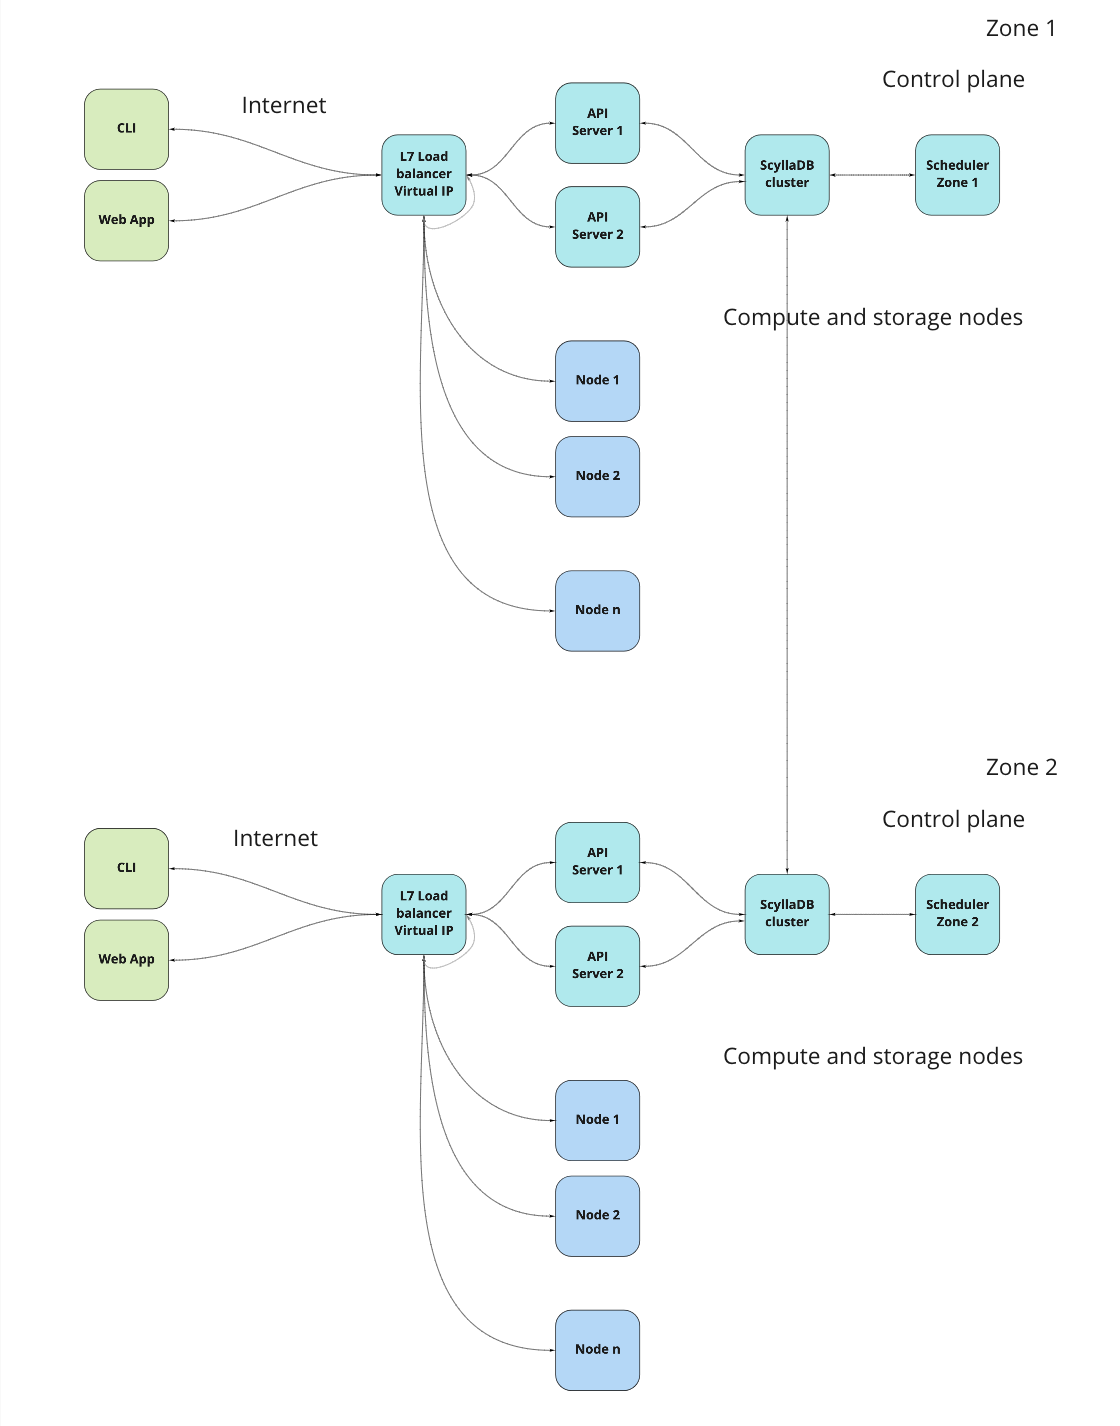 Zone 1
Control plane
Internet
CLI
Web App
L7 Load
balancer
Virtual IP
API
Server 1
API
Server 2
ScyllaDB
cluster
Scheduler
Zone 1
Compute and storage nodes
Node 1
Node 2
Node n
Zone 2
Control plane
Internet
CLI
Web App
L7 Load
balancer
Virtual IP
API
Server 1
API
Server 2
ScyllaDB
cluster
Scheduler
Zone 2
Compute and storage nodes
Node 1
Node 2
Node n